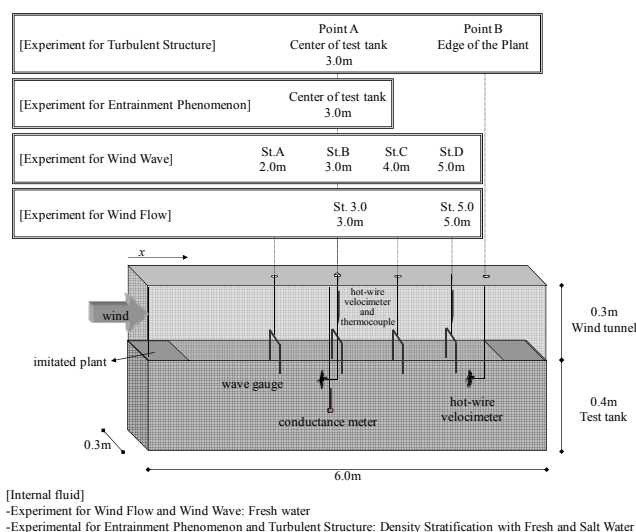 Point A
Point B
[Experiment for Turbulent Structure]
Center of test tank
Edge of the Plant
3.0m
[Experiment for Entrainment Phenomenon]
Center of test tank
3.0m
[Experiment for Wind Wave]
St.A
St.B
St.C
St.D
2.0m
3.0m
4.0m
5.0m
[Experiment for Wind Flow]
St. 3.0
St. 5.0
3.0m
5.0m
x
hot-wire
velocimeter
and
thermocouple
wind
0.3m
Wind tunnel
imitated plant
wave gauge
hot-wire
velocimeter
conductance meter
0.4m
Test tank
0.3m
6.0m
[Internal fluid]
-Experiment for Wind Flow and Wind Wave: Fresh water
-Experimental for Entrainment Phenomenon and Turbulent Structure: Density Stratification with Fresh and Salt Water